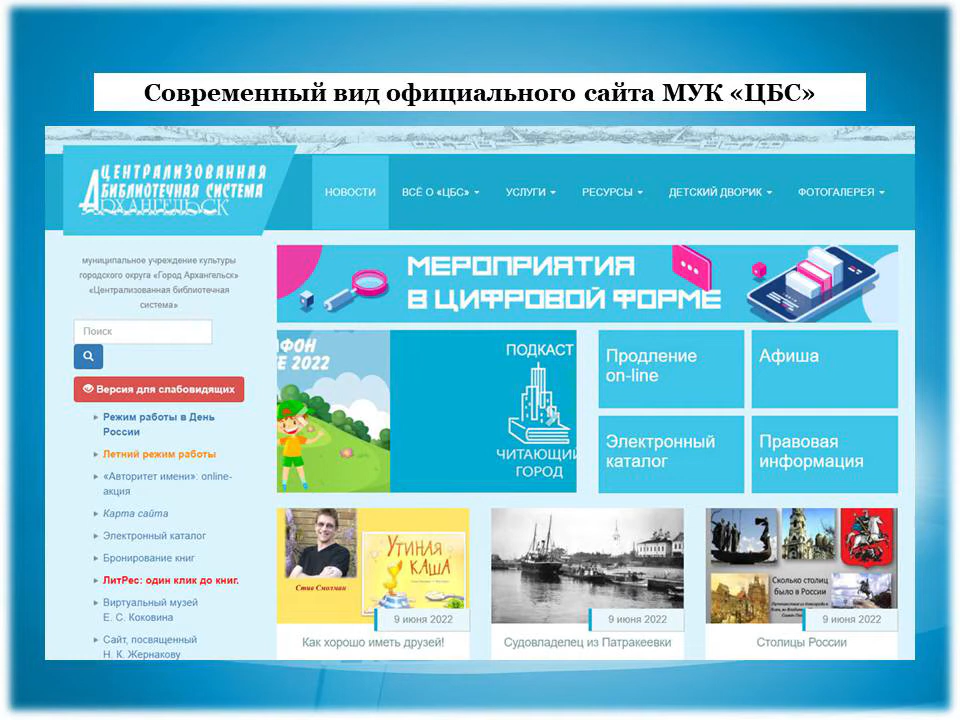 Современный вид официального сайта МУК «ЦБС»
ЦЕНТРАЛИЗОВАННАЯ
БИБЛИОТЕЧНАЯ СИСТЕМА
АРХАНГЕЛЬСК
НОВОСТИ
ВСЁ О «ЦБС»
УСЛУГИ
РЕСУРСЫ
ДЕТСКИЙ ДВОРИК
ФОТОГАЛЕРЕЯ
муниципальное учреждение культуры
городского округа «Город Архангельск»
«Централизованная библиотечная
система»
Поиск
Версия для слабовидящих
Режим работы в День
России
Летний режим работы
«Авторитет имени»: online-
акция
Карта сайта
Электронный каталог
Бронирование книг
ЛитРес: один клик до книг.
Виртуальный музей
Е. С. Коковина
Сайт, посвященный
Н. К. Жернакову
МЕРОПРИЯТИЯ
В ЦИФРОВОЙ ФОРМЕ
АФОН
Е 2022
ПОДКАСТ
ЧИТАЮЩИЙ
ГОРОД
Продление
on-line
Афиша
Электронный
каталог
Правовая
информация
Стив Смолман
УТИНАЯ
КАША
9 июня 2022
Как хорошо иметь друзей!
9 июня 2022
Судовладелец из Патракеевки
Сколько столиц
было в России
9 июня 2022
Столицы России